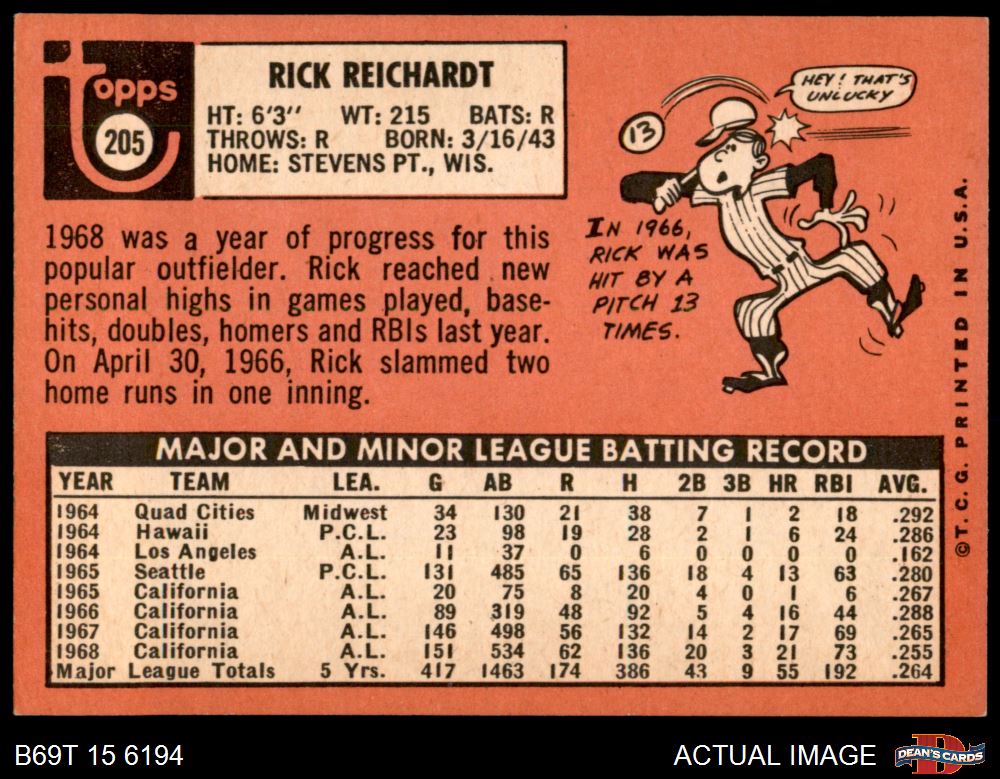 Topps
205
RICK REICHARDT
HT: 6'3" WT: 215 BATS: R
THROWS: R BORN: 3/16/43
HOME: STEVENS PT., WIS.
1968 was a year of progress for this
popular outfielder. Rick reached new
personal highs in games played, base-
hits, doubles, homers and RBIs last year.
On April 30, 1966, Rick slammed two
home runs in one inning.
13
HEY! THAT'S
UNLUCKY
IN 1966,
RICK WAS
HIT BY A
PITCH 13
TIMES.
MAJOR AND MINOR LEAGUE BATTING RECORD
YEAR TEAM LEA. G AB R H 2B 3B HR RBI AVG.
1964 Quad Cities Midwest 34 130 21 38 7 1 2 18 .292
1964 Hawaii P.C.L. 23 98 19 28 2 1 6 24 .286
1964 Los Angeles A.L. 11 37 0 6 0 0 0 0 .162
1965 Seattle P.C.L. 131 485 65 136 18 4 13 63 .280
1965 California A.L. 20 75 8 20 4 0 1 6 .267
1966 California A.L. 89 319 48 92 5 4 16 44 .288
1967 California A.L. 146 498 56 132 14 2 17 69 .265
1968 California A.L. 151 534 62 136 20 3 21 73 .255
Major League Totals 5 Yrs. 417 1463 174 386 43 9 55 192 .264
©T.C.G. PRINTED IN U.S.A.
B69T 15 6194
ACTUAL IMAGE
DEAN'S CARDS